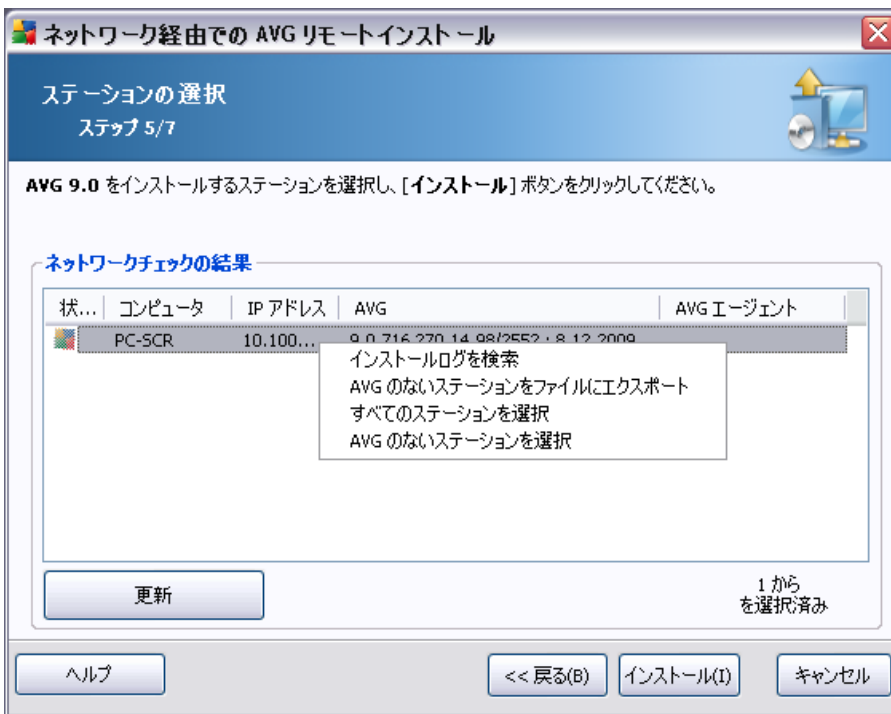 ネットワーク経由での AVG リモートインストール
ステーションの選択
ステップ 5/7
AVG 9.0 をインストールするステーションを選択し、[インストール] ボタンをクリックしてください。
ネットワークチェックの結果
状... コンピュータ IP アドレス AVG AVG エージェント
PC-SCR 10.100... 9.0.716 270.14.98/2552 : 8.12.2009
インストールログを検索
AVG のないステーションをファイルにエクスポート
すべてのステーションを選択
AVG のないステーションを選択
更新
1 から
を選択済み
ヘルプ
<< 戻る(B) インストール(I) キャンセル